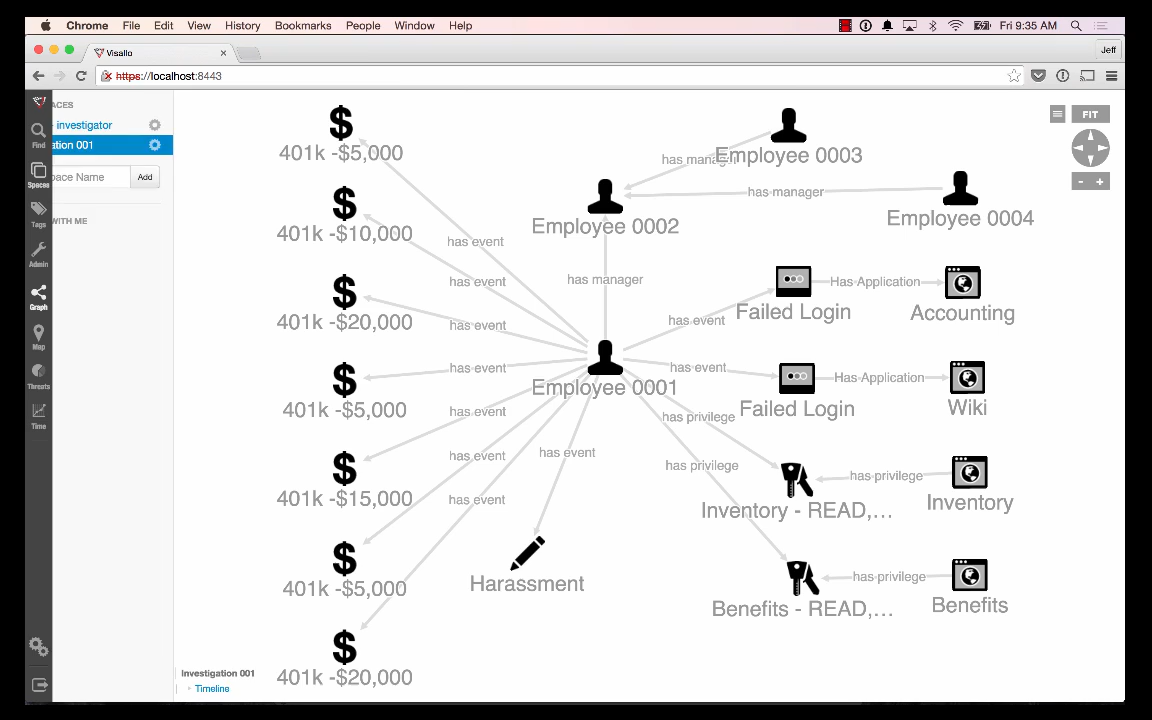 Chrome File Edit View History Bookmarks People Window Help Fri 9:35 AM
Visallo
Jeff
https://localhost:8443
ACES
investigator
ation 001
pace Name Add
WITH ME
Find
Spaces
Tags
Admin
Graph
Map
Threats
Time
FIT
- +
401k -$5,000
401k -$10,000
401k -$20,000
401k -$5,000
401k -$15,000
401k -$5,000
401k -$20,000
has event
has event
has event
has event
has event
has event
has event
has manager
Employee 0003
Employee 0002
has manager
Employee 0004
has manager
Employee 0001
has event
Failed Login
Has Application
Accounting
has event
Failed Login
Has Application
Wiki
has privilege
Inventory - READ,…
has privilege
Inventory
has privilege
Benefits - READ,…
has privilege
Benefits
has event
Harassment
Investigation 001
Timeline